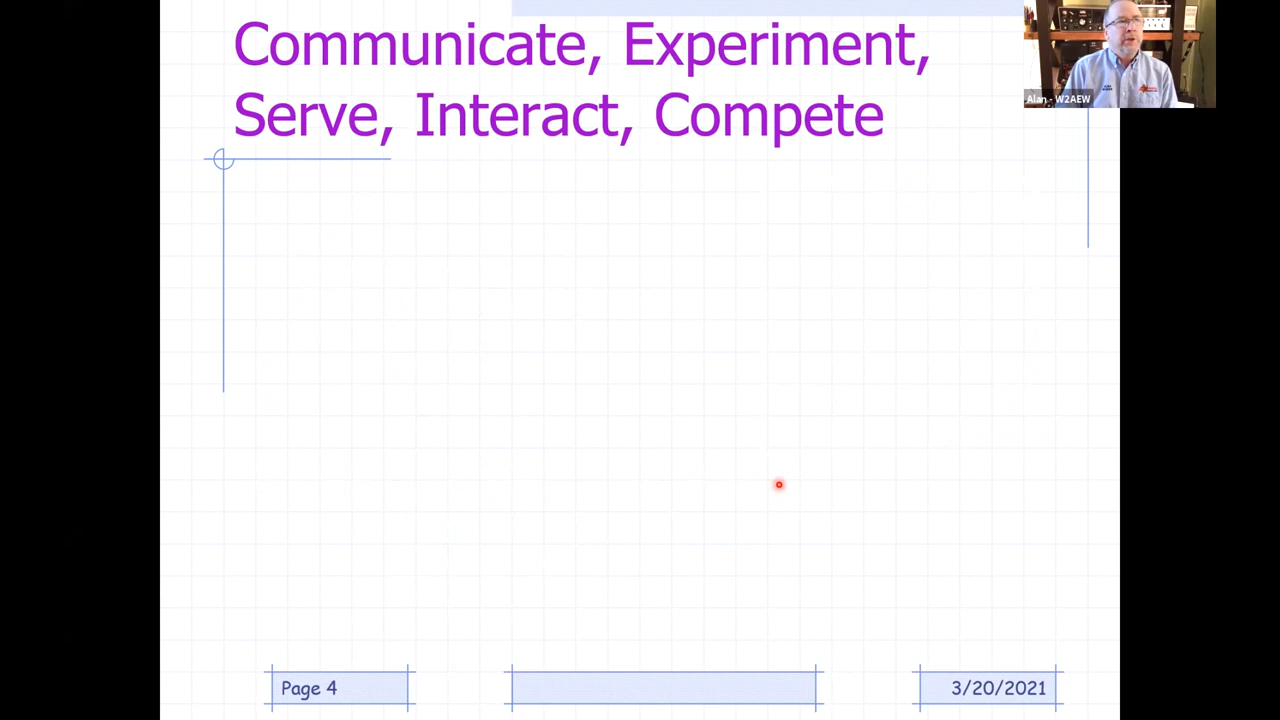 Communicate, Experiment,
Serve, Interact, Compete
Alan - W2AEW
Page 4
3/20/2021